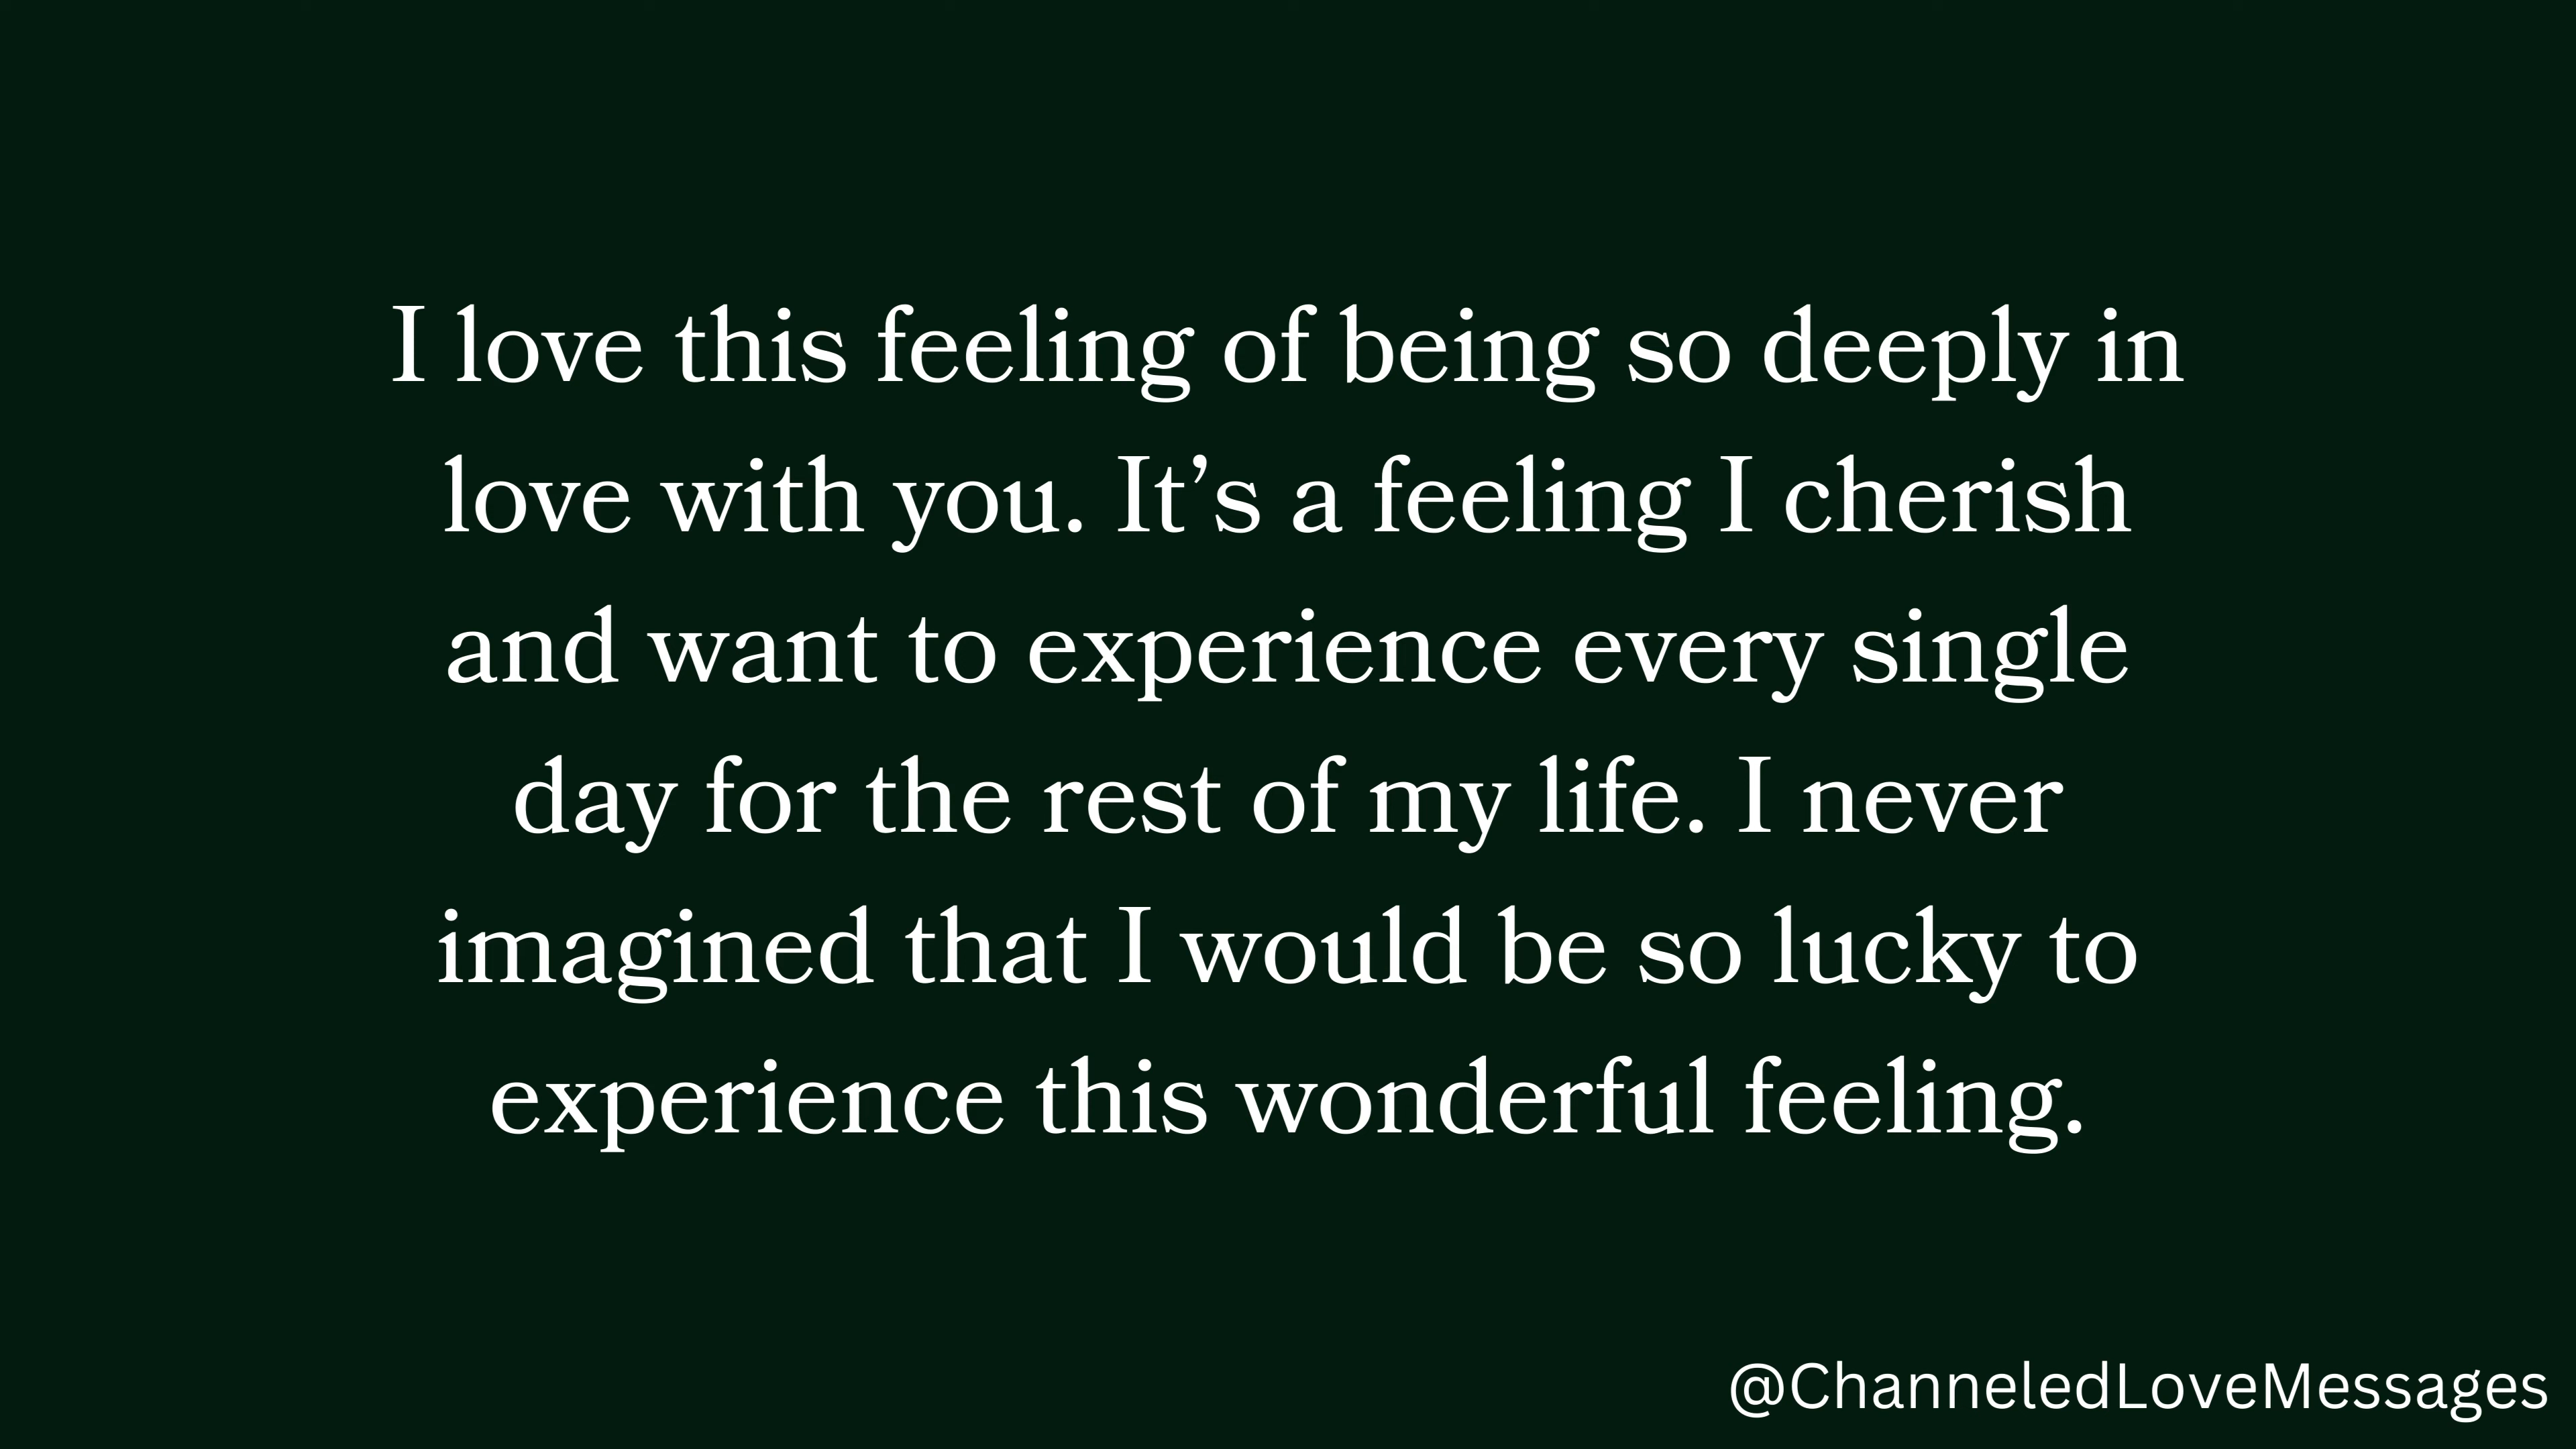 I love this feeling of being so deeply in
love with you. It’s a feeling I cherish
and want to experience every single
day for the rest of my life. I never
imagined that I would be so lucky to
experience this wonderful feeling.
@ChanneledLoveMessages